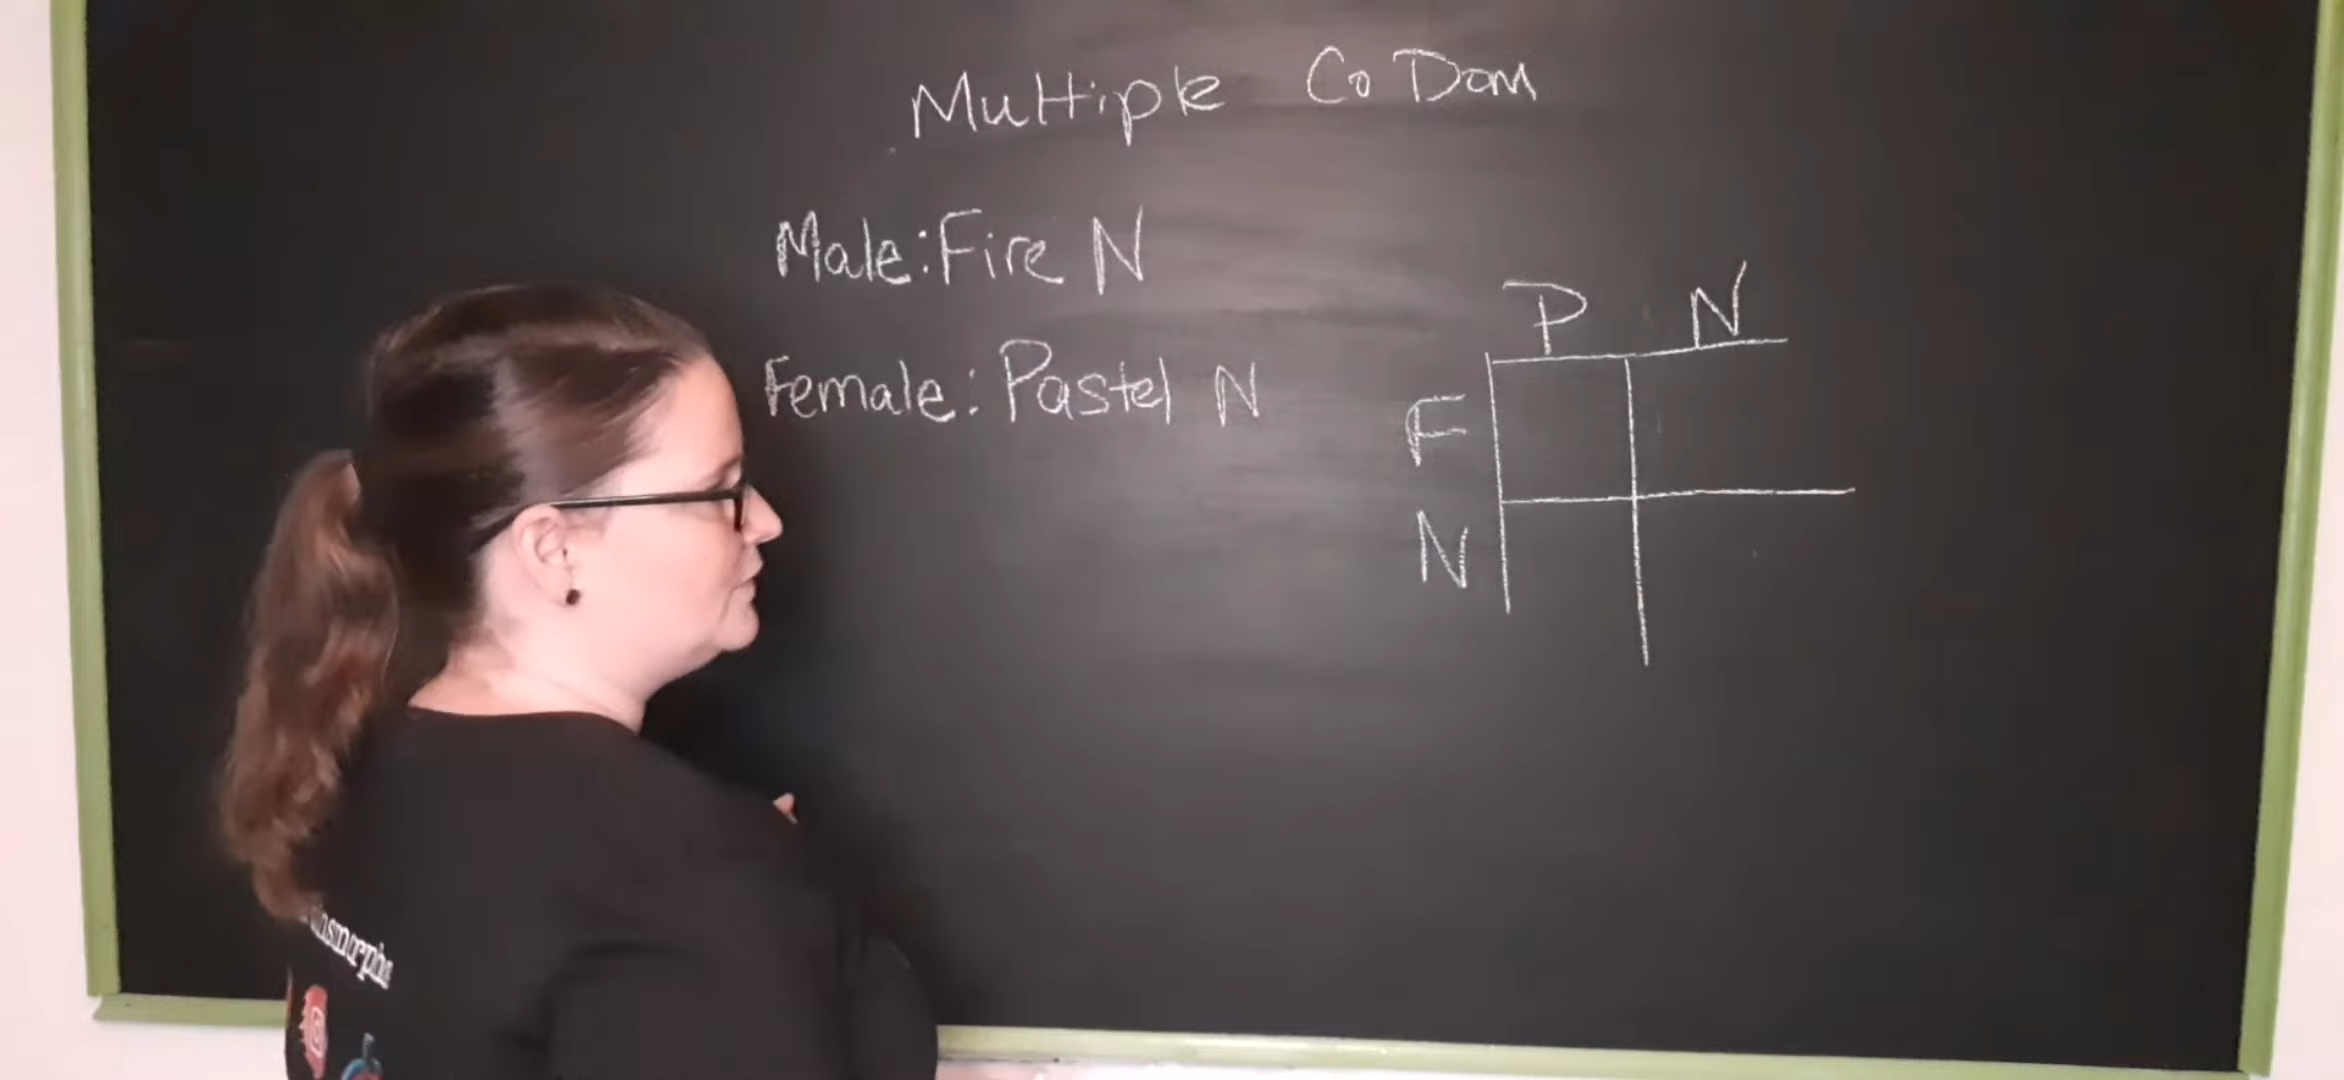 Multiple Co Dom
Male: Fire N
Female: Pastel N
P N
F
N